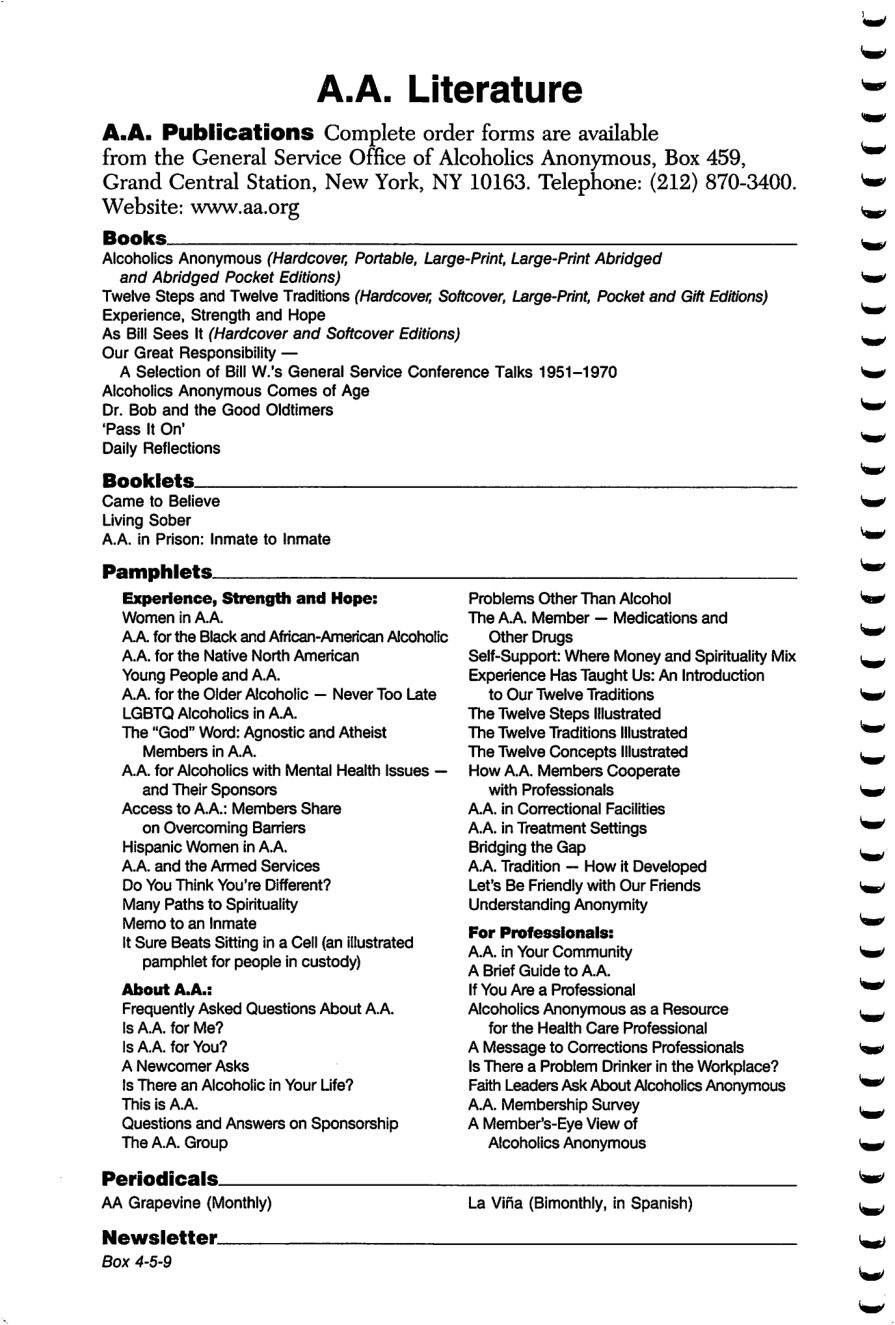 A.A. Literature
A.A. Publications Complete order forms are available
from the General Service Office of Alcoholics Anonymous, Box 459,
Grand Central Station, New York, NY 10163. Telephone: (212) 870-3400.
Website: www.aa.org
Books
Alcoholics Anonymous (Hardcover, Portable, Large-Print, Large-Print Abridged
and Abridged Pocket Editions)
Twelve Steps and Twelve Traditions (Hardcover, Softcover, Large-Print, Pocket and Gift Editions)
Experience, Strength and Hope
As Bill Sees It (Hardcover and Softcover Editions)
Our Great Responsibility —
A Selection of Bill W.'s General Service Conference Talks 1951–1970
Alcoholics Anonymous Comes of Age
Dr. Bob and the Good Oldtimers
‘Pass It On’
Daily Reflections
Booklets
Came to Believe
Living Sober
A.A. in Prison: Inmate to Inmate
Pamphlets
Experience, Strength and Hope:
Women in A.A.
A.A. for the Black and African-American Alcoholic
A.A. for the Native North American
Young People and A.A.
A.A. for the Older Alcoholic — Never Too Late
LGBTQ Alcoholics in A.A.
The “God” Word: Agnostic and Atheist
Members in A.A.
A.A. for Alcoholics with Mental Health Issues —
and Their Sponsors
Access to A.A.: Members Share
on Overcoming Barriers
Hispanic Women in A.A.
A.A. and the Armed Services
Do You Think You're Different?
Many Paths to Spirituality
Memo to an Inmate
It Sure Beats Sitting in a Cell (an illustrated
pamphlet for people in custody)
About A.A.:
Frequently Asked Questions About A.A.
Is A.A. for Me?
Is A.A. for You?
A Newcomer Asks
Is There an Alcoholic in Your Life?
This is A.A.
Questions and Answers on Sponsorship
The A.A. Group
Problems Other Than Alcohol
The A.A. Member — Medications and
Other Drugs
Self-Support: Where Money and Spirituality Mix
Experience Has Taught Us: An Introduction
to Our Twelve Traditions
The Twelve Steps Illustrated
The Twelve Traditions Illustrated
The Twelve Concepts Illustrated
How A.A. Members Cooperate
with Professionals
A.A. in Correctional Facilities
A.A. in Treatment Settings
Bridging the Gap
A.A. Tradition — How it Developed
Let's Be Friendly with Our Friends
Understanding Anonymity
For Professionals:
A.A. in Your Community
A Brief Guide to A.A.
If You Are a Professional
Alcoholics Anonymous as a Resource
for the Health Care Professional
A Message to Corrections Professionals
Is There a Problem Drinker in the Workplace?
Faith Leaders Ask About Alcoholics Anonymous
A.A. Membership Survey
A Member's-Eye View of
Alcoholics Anonymous
Periodicals
AA Grapevine (Monthly)
La Viña (Bimonthly, in Spanish)
Newsletter
Box 4-5-9